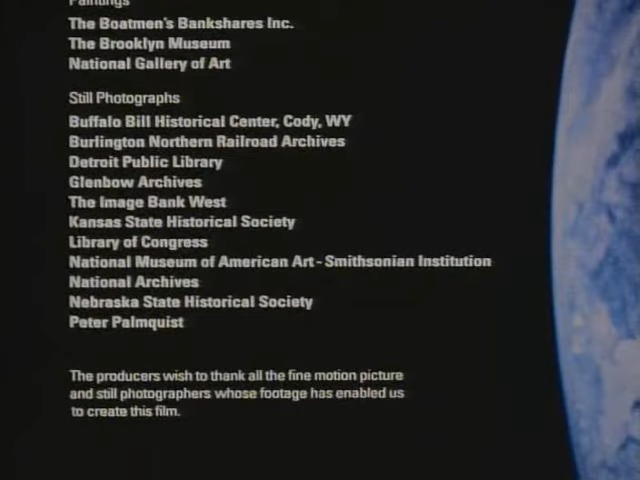 Paintings
The Boatmen's Bankshares Inc.
The Brooklyn Museum
National Gallery of Art
Still Photographs
Buffalo Bill Historical Center, Cody, WY
Burlington Northern Railroad Archives
Detroit Public Library
Glenbow Archives
The Image Bank West
Kansas State Historical Society
Library of Congress
National Museum of American Art - Smithsonian Institution
National Archives
Nebraska State Historical Society
Peter Palmquist
The producers wish to thank all the fine motion picture
and still photographers whose footage has enabled us
to create this film.